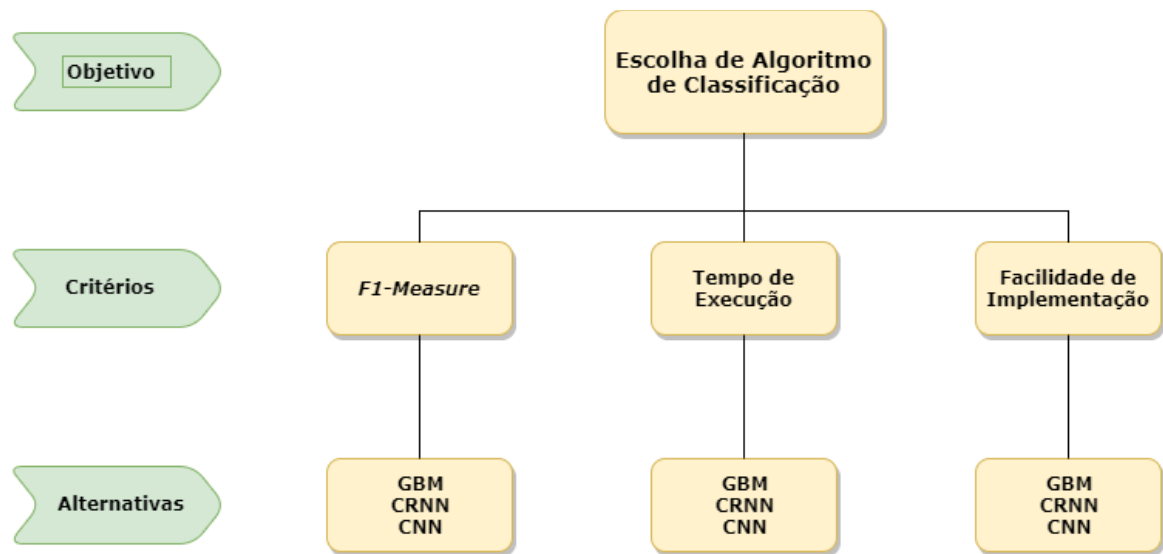 Objetivo
Escolha de Algoritmo
de Classificação
Critérios
F1-Measure
Tempo de
Execução
Facilidade de
Implementação
Alternativas
GBM
CRNN
CNN
GBM
CRNN
CNN
GBM
CRNN
CNN